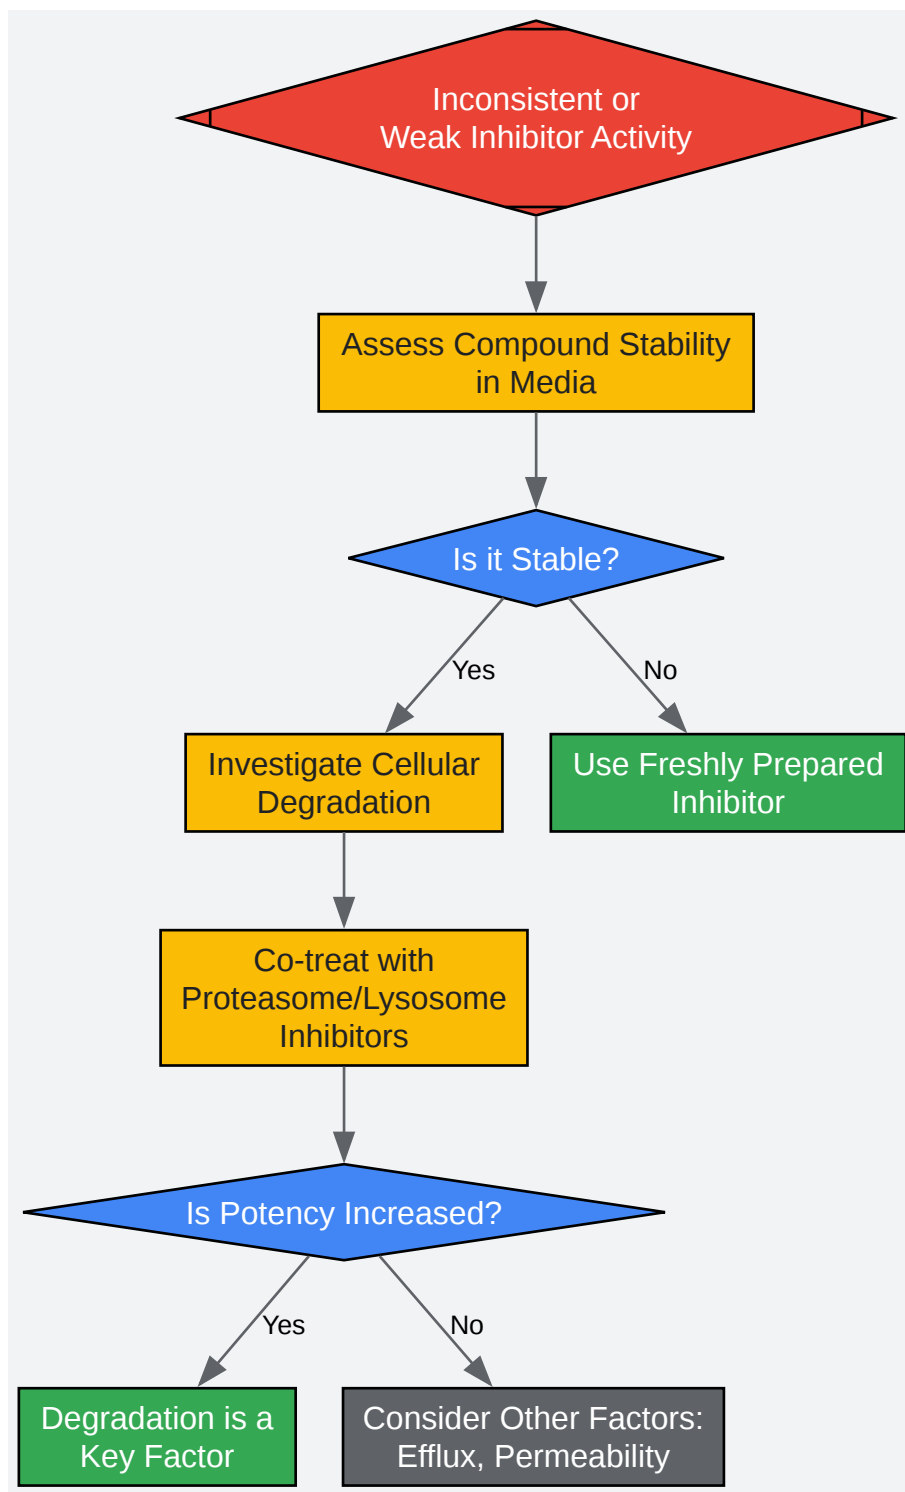 Inconsistent or
Weak Inhibitor Activity
Assess Compound Stability
in Media
Is it Stable?
Yes
No
Investigate Cellular
Degradation
Use Freshly Prepared
Inhibitor
Co-treat with
Proteasome/Lysosome
Inhibitors
Is Potency Increased?
Yes
No
Degradation is a
Key Factor
Consider Other Factors:
Efflux, Permeability